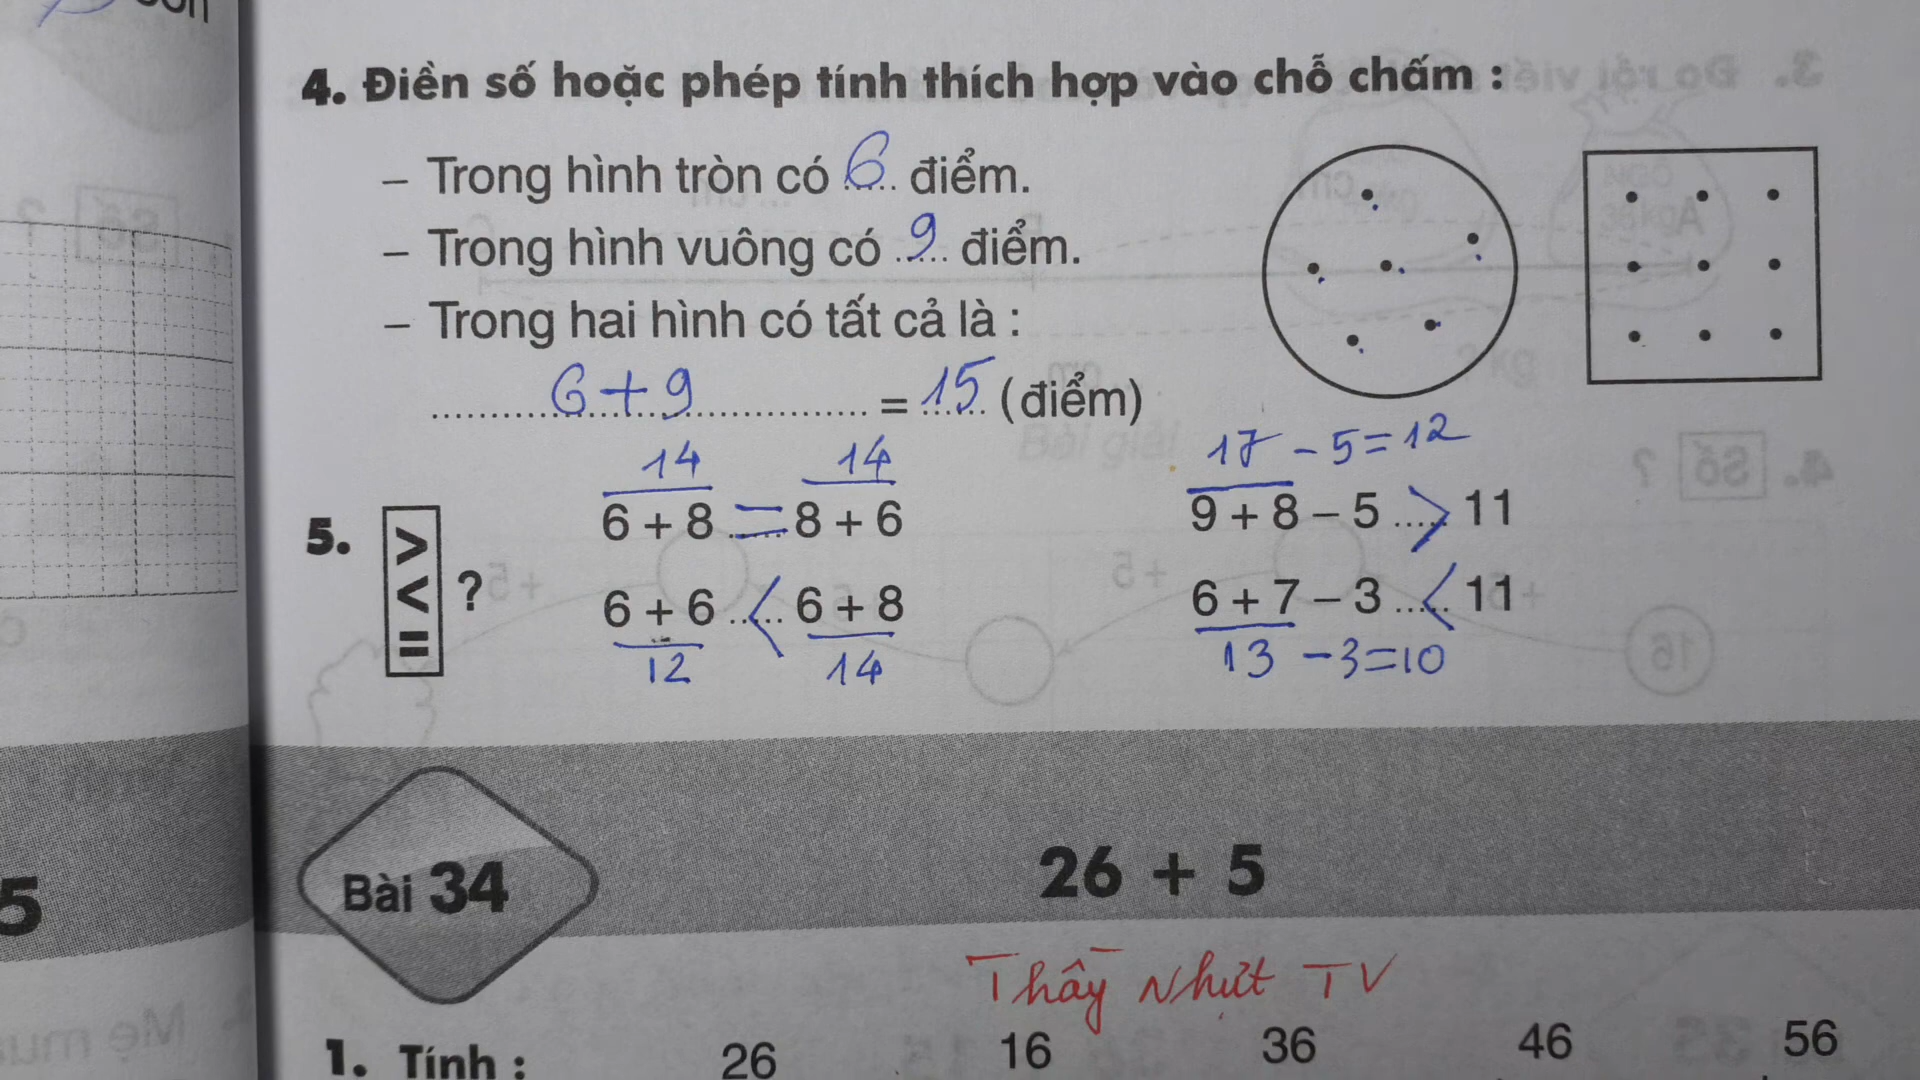 4. Điền số hoặc phép tính thích hợp vào chỗ chấm :
– Trong hình tròn có 6 điểm.
– Trong hình vuông có 9 điểm.
– Trong hai hình có tất cả là :
6 + 9 = 15 (điểm)
14 14 17 - 5 = 12
5. > < = ? 6 + 8 = 8 + 6 9 + 8 – 5 > 11
6 + 6 < 6 + 8 6 + 7 – 3 < 11
12 14 13 - 3 = 10
5
Bài 34 26 + 5
Thầy Nhựt TV
1. Tính : 26 16 36 46 56